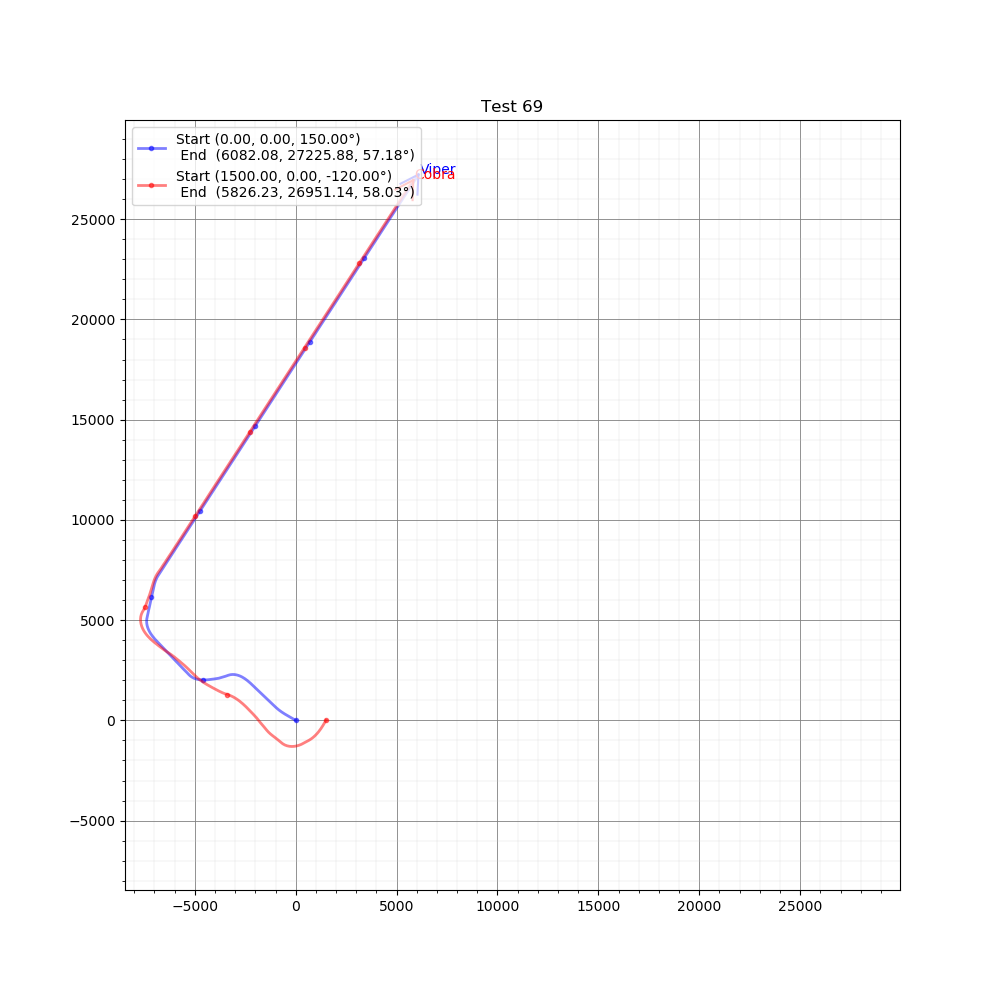 Test 69
Start (0.00, 0.00, 150.00°)
End (6082.08, 27225.88, 57.18°)
Start (1500.00, 0.00, -120.00°)
End (5826.23, 26951.14, 58.03°)
Viper
25000
20000
15000
10000
5000
0
−5000
−5000 0 5000 10000 15000 20000 25000